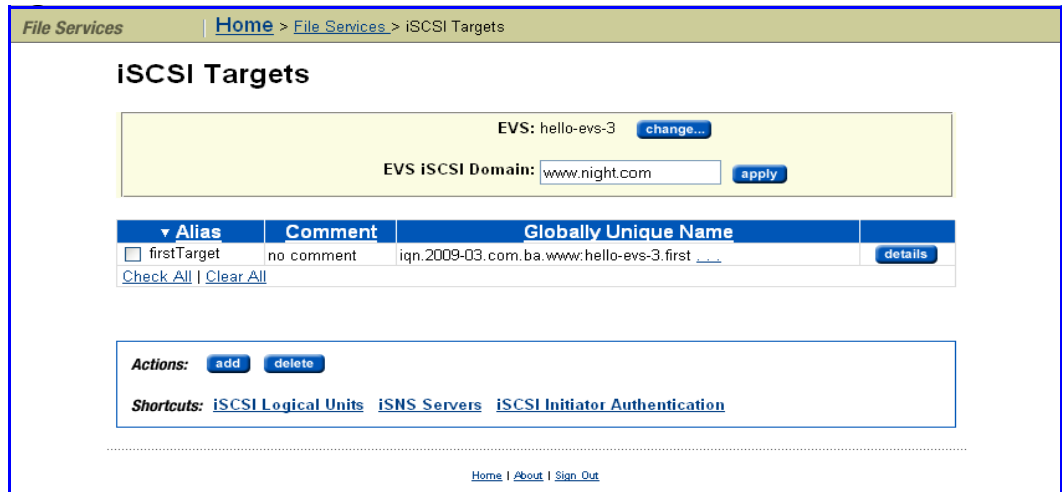 File Services Home > File Services > iSCSI Targets
iSCSI Targets
EVS: hello-evs-3 change...
EVS iSCSI Domain: www.night.com apply
▼ Alias Comment Globally Unique Name
firstTarget no comment iqn.2009-03.com.ba.www:hello-evs-3.first . . . details
Check All | Clear All
Actions: add delete
Shortcuts: iSCSI Logical Units iSNS Servers iSCSI Initiator Authentication
Home | About | Sign Out